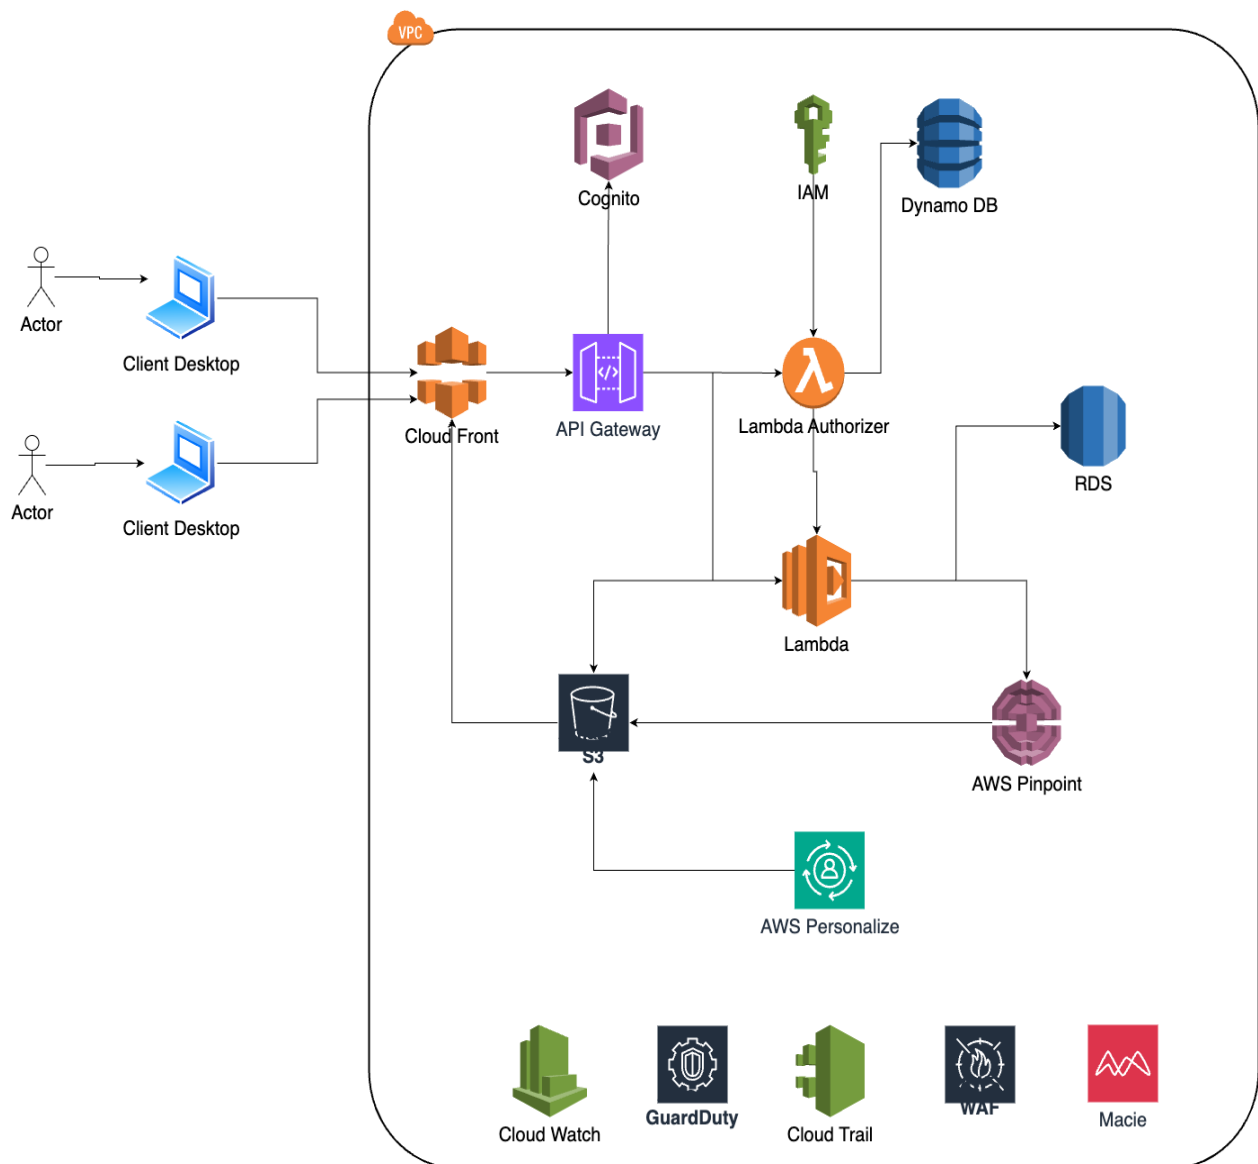 VPC
Cognito
IAM
Dynamo DB
Actor
Client Desktop
Cloud Front
API Gateway
Lambda Authorizer
RDS
Actor
Client Desktop
Lambda
S3
AWS Pinpoint
AWS Personalize
Cloud Watch
GuardDuty
Cloud Trail
WAF
Macie